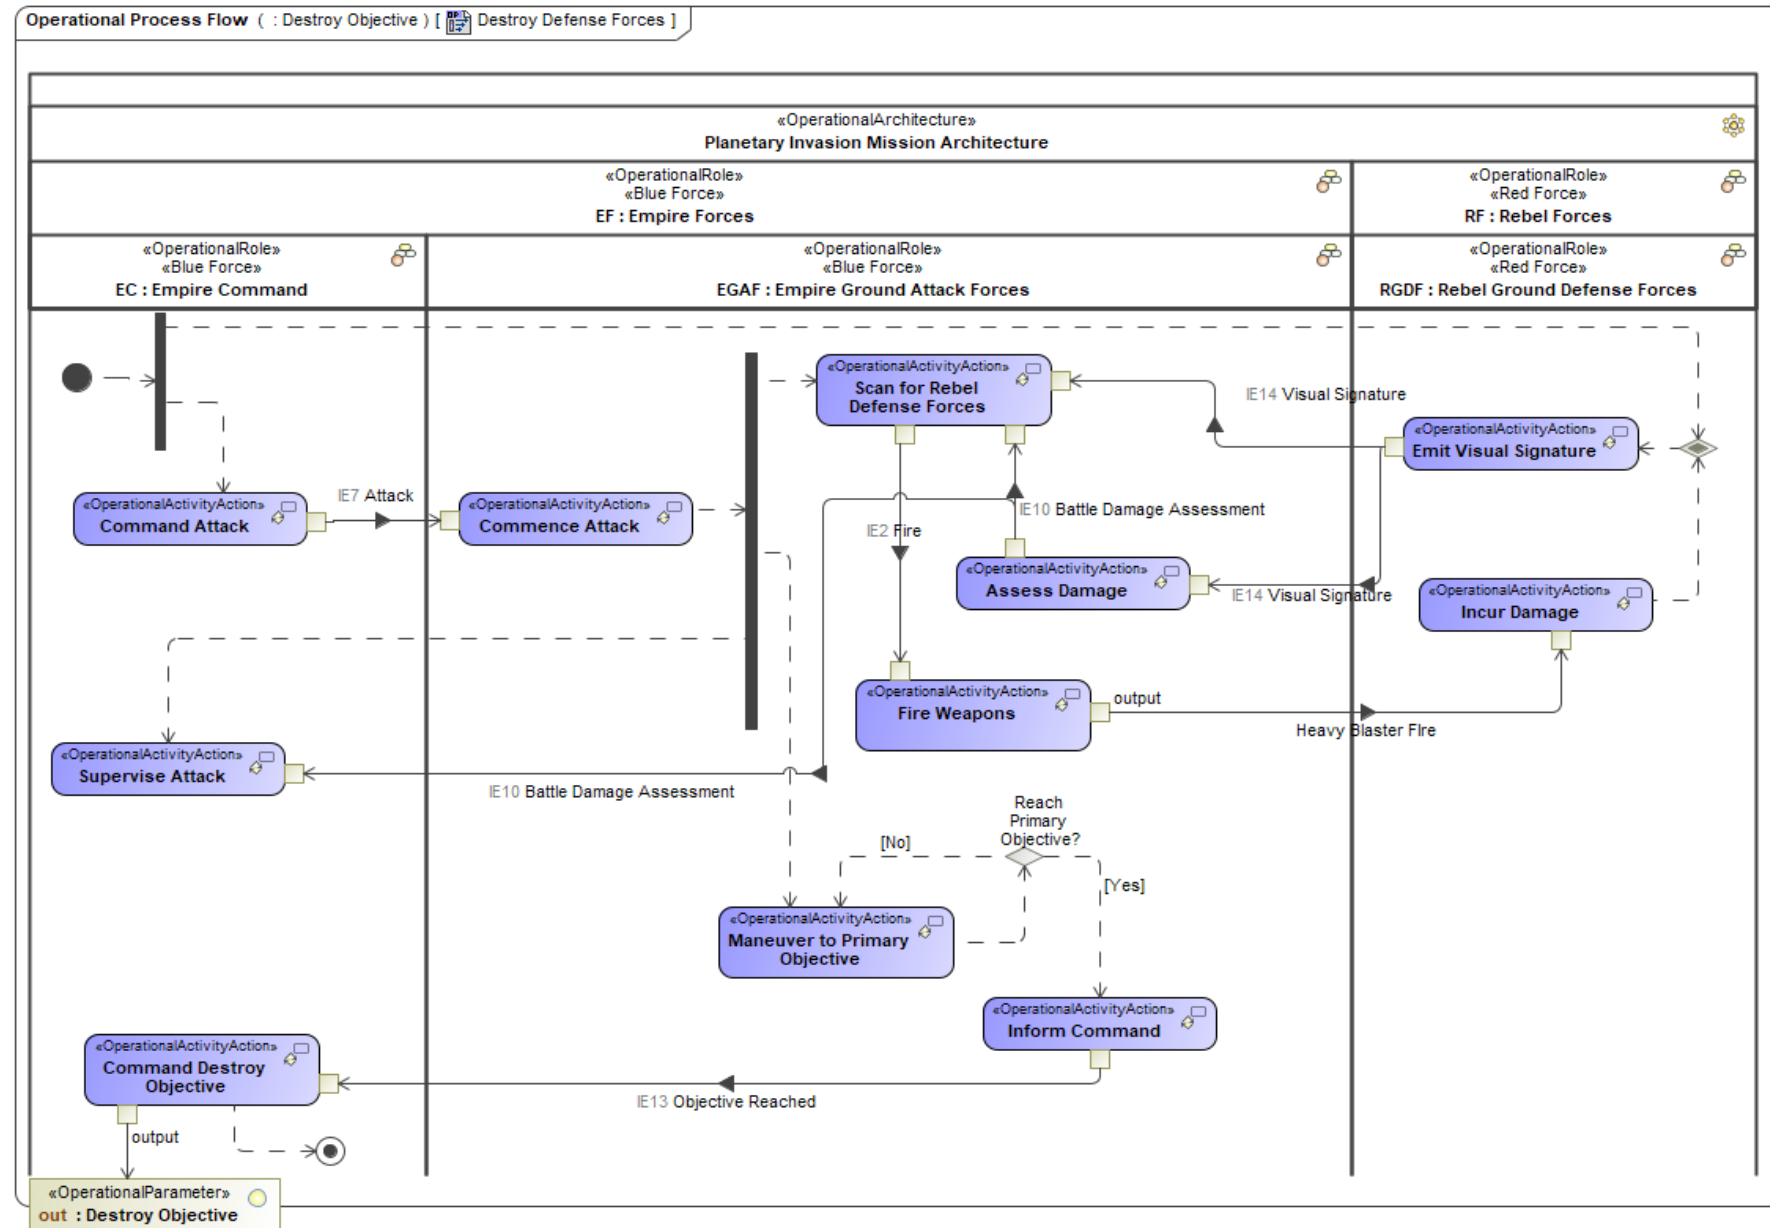 Operational Process Flow ( : Destroy Objective ) [ Destroy Defense Forces ]
«OperationalArchitecture»
Planetary Invasion Mission Architecture
«OperationalRole»
«Blue Force»
EF : Empire Forces
«OperationalRole»
«Red Force»
RF : Rebel Forces
«OperationalRole»
«Blue Force»
EC : Empire Command
«OperationalRole»
«Blue Force»
EGAF : Empire Ground Attack Forces
«OperationalRole»
«Red Force»
RGDF : Rebel Ground Defense Forces
«OperationalActivityAction»
Scan for Rebel
Defense Forces
IE14 Visual Signature
«OperationalActivityAction»
Emit Visual Signature
«OperationalActivityAction»
Command Attack
IE7 Attack
«OperationalActivityAction»
Commence Attack
IE10 Battle Damage Assessment
IE2 Fire
«OperationalActivityAction»
Assess Damage
IE14 Visual Signature
«OperationalActivityAction»
Incur Damage
«OperationalActivityAction»
Fire Weapons
output
Heavy Blaster FIre
«OperationalActivityAction»
Supervise Attack
IE10 Battle Damage Assessment
Reach
Primary
Objective?
[No]
[Yes]
«OperationalActivityAction»
Maneuver to Primary
Objective
«OperationalActivityAction»
Inform Command
«OperationalActivityAction»
Command Destroy
Objective
IE13 Objective Reached
output
«OperationalParameter»
out : Destroy Objective